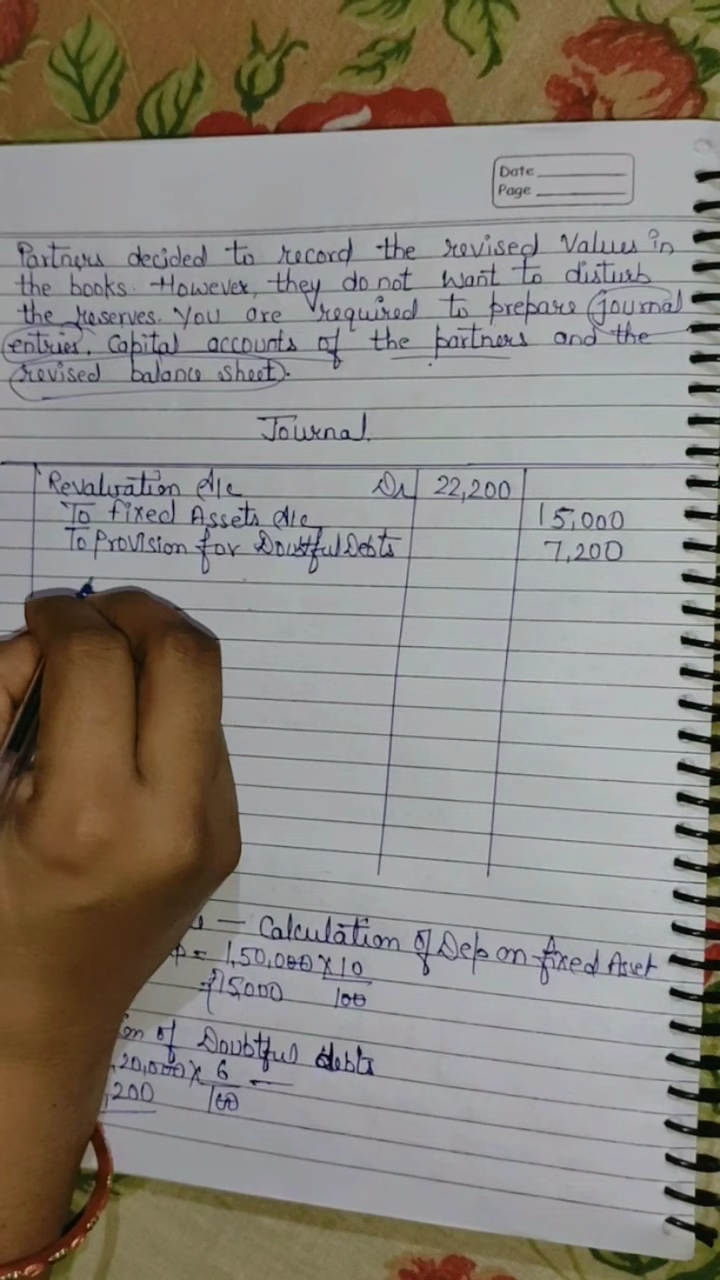 Date
Page
Partners decided to record the revised values in
the books. However, they do not want to disturb
the reserves. You are required to prepare journal
entries, Capital accounts of the partners and the
revised balance sheet.
Journal
Revaluation A/c Dr 22,200
To fixed Assets A/c 15,000
To Provision for Doubtful Debts 7,200
— Calculation of Dep on fixed Asset
= 1,50,000 × 10
₹15000 100
of Doubtful debts
,20,000 × 6
,200 100